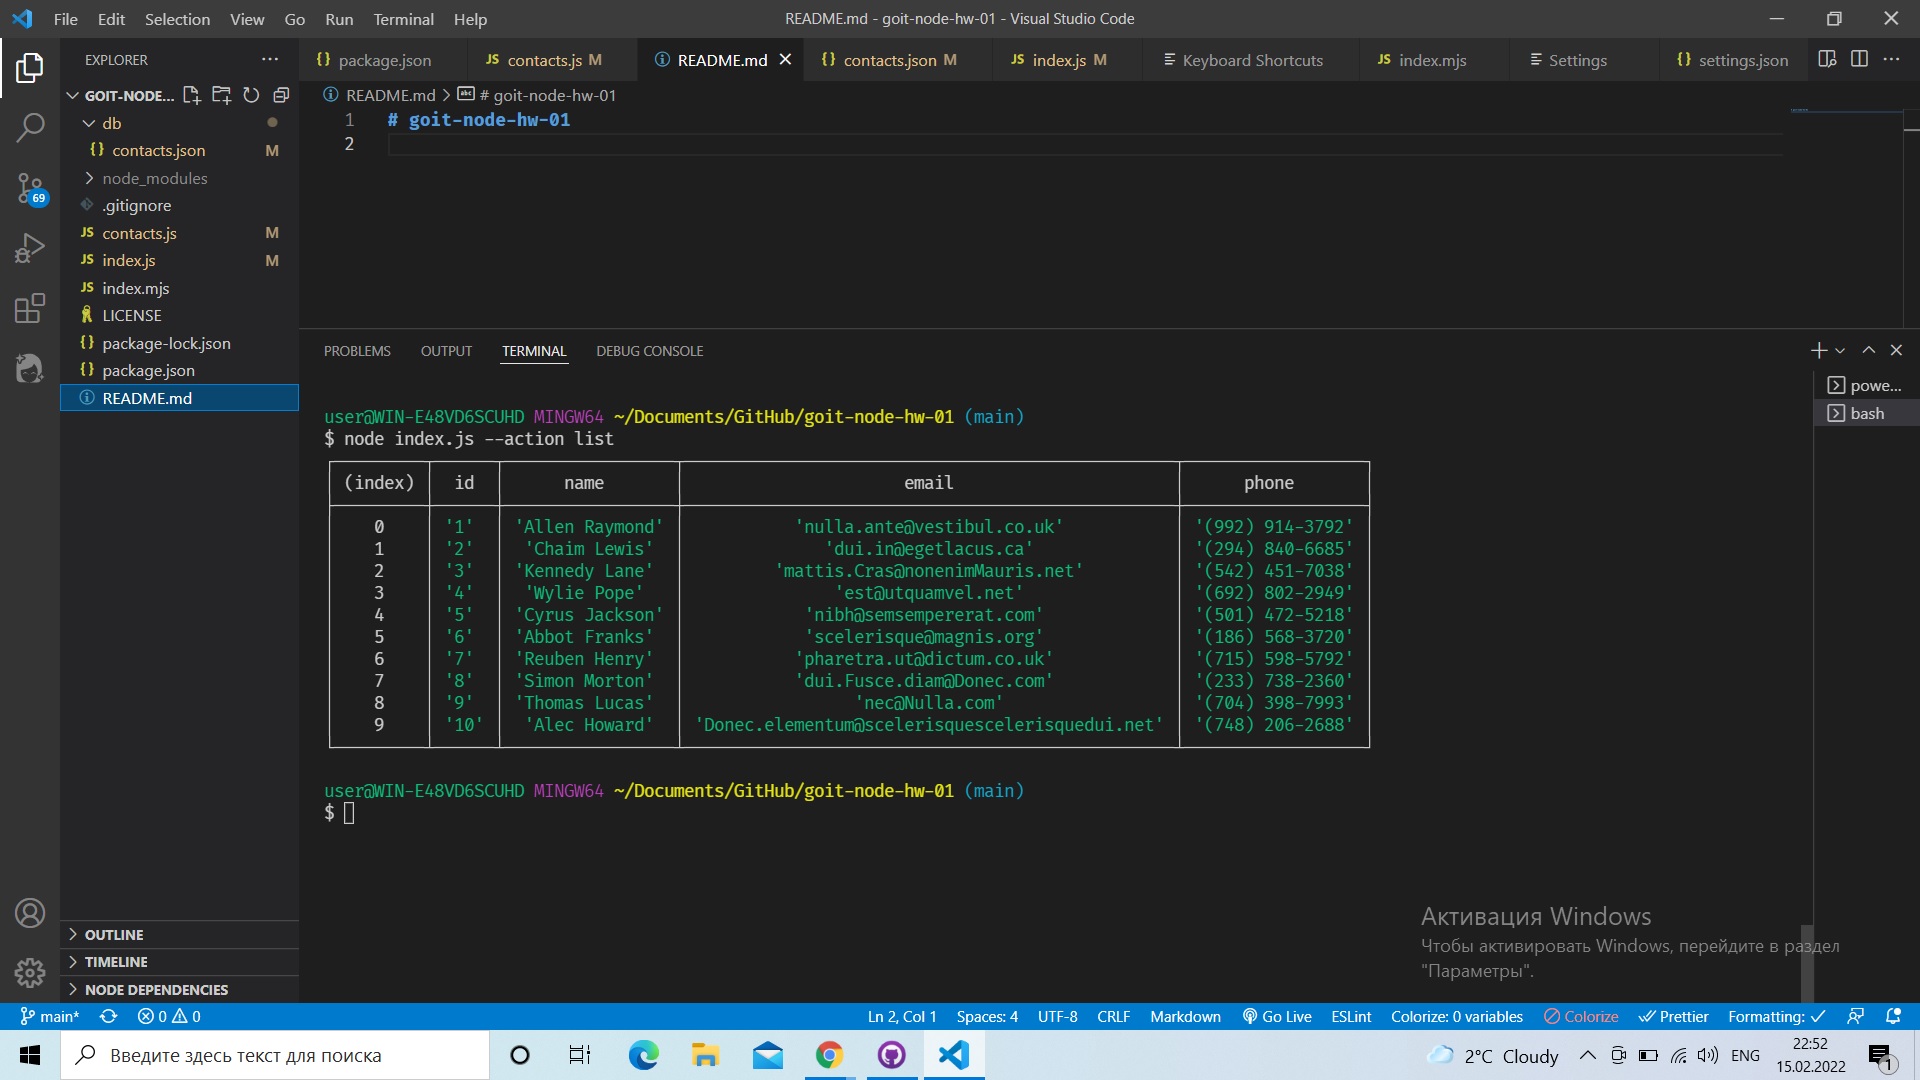 File Edit Selection View Go Run Terminal Help
README.md - goit-node-hw-01 - Visual Studio Code
EXPLORER
package.json
contacts.js M
README.md
contacts.json M
index.js M
Keyboard Shortcuts
index.mjs
Settings
settings.json
GOIT-NODE...
db
contacts.json M
node_modules
.gitignore
contacts.js M
index.js M
index.mjs
LICENSE
package-lock.json
package.json
README.md
69
README.md > # goit-node-hw-01
1 # goit-node-hw-01
2
PROBLEMS OUTPUT TERMINAL DEBUG CONSOLE
powe...
bash
user@WIN-E48VD6SCUHD MINGW64 ~/Documents/GitHub/goit-node-hw-01 (main)
$ node index.js --action list
(index) id name email phone
0 '1' 'Allen Raymond' 'nulla.ante@vestibul.co.uk' '(992) 914-3792'
1 '2' 'Chaim Lewis' 'dui.in@egetlacus.ca' '(294) 840-6685'
2 '3' 'Kennedy Lane' 'mattis.Cras@nonenimMauris.net' '(542) 451-7038'
3 '4' 'Wylie Pope' 'est@utquamvel.net' '(692) 802-2949'
4 '5' 'Cyrus Jackson' 'nibh@semsempererat.com' '(501) 472-5218'
5 '6' 'Abbot Franks' 'scelerisque@magnis.org' '(186) 568-3720'
6 '7' 'Reuben Henry' 'pharetra.ut@dictum.co.uk' '(715) 598-5792'
7 '8' 'Simon Morton' 'dui.Fusce.diam@Donec.com' '(233) 738-2360'
8 '9' 'Thomas Lucas' 'nec@Nulla.com' '(704) 398-7993'
9 '10' 'Alec Howard' 'Donec.elementum@scelerisquescelerisquedui.net' '(748) 206-2688'
user@WIN-E48VD6SCUHD MINGW64 ~/Documents/GitHub/goit-node-hw-01 (main)
$
Активация Windows
Чтобы активировать Windows, перейдите в раздел
"Параметры".
OUTLINE
TIMELINE
NODE DEPENDENCIES
main* 0 0 Ln 2, Col 1 Spaces: 4 UTF-8 CRLF Markdown Go Live ESLint Colorize: 0 variables Colorize Prettier Formatting:
Введите здесь текст для поиска
2°C Cloudy ENG
22:52
15.02.2022
1